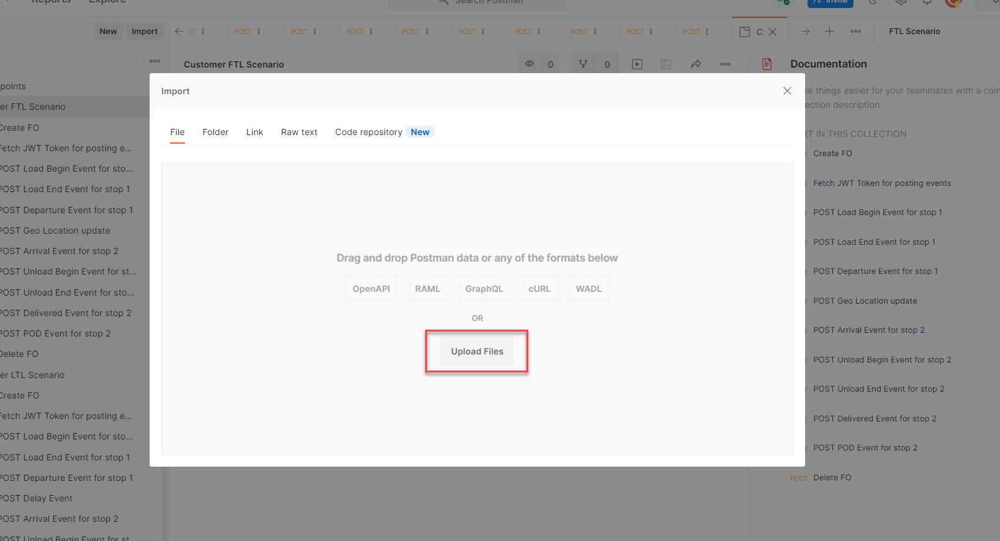 Reports Explore Search Postman Invite
New Import POST POST POST POST POST POST POST POST POST C. FTL Scenario
Customer FTL Scenario 0 0 Documentation
Import
File Folder Link Raw text Code repository New
Drag and drop Postman data or any of the formats below
OpenAPI RAML GraphQL cURL WADL
OR
Upload Files
points
er FTL Scenario
Create FO
Fetch JWT Token for posting e...
POST Load Begin Event for sto...
POST Load End Event for stop 1
POST Departure Event for stop 1
POST Geo Location update
POST Arrival Event for stop 2
POST Unload Begin Event for st...
POST Unload End Event for sto...
POST Delivered Event for stop 2
POST POD Event for stop 2
Delete FO
er LTL Scenario
Create FO
Fetch JWT Token for posting e...
POST Load Begin Event for sto...
POST Load End Event for stop 1
POST Departure Event for stop 1
POST Delay Event
POST Arrival Event for stop 2
POST Unload Begin Event for st
ke things easier for your teammates with a com
ection description.
T IN THIS COLLECTION
Create FO
Fetch JWT Token for posting events
POST Load Begin Event for stop 1
POST Load End Event for stop 1
POST Departure Event for stop 1
POST Geo Location update
POST Arrival Event for stop 2
POST Unload Begin Event for stop 2
POST Unload End Event for stop 2
POST Delivered Event for stop 2
POST POD Event for stop 2
POST Delete FO